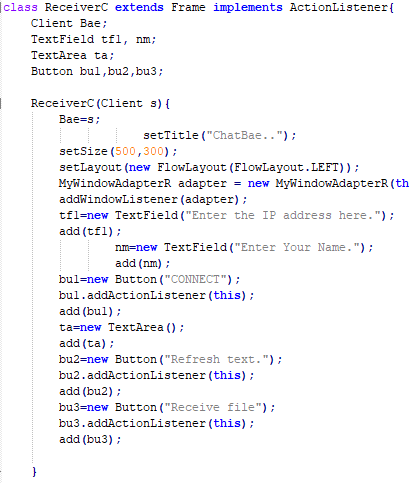 class ReceiverC extends Frame implements ActionListener{
    Client Bae;
    TextField tf1, nm;
    TextArea ta;
    Button bu1,bu2,bu3;

    ReceiverC(Client s){
        Bae=s;
                    setTitle("ChatBae..");
        setSize(500,300);
        setLayout(new FlowLayout(FlowLayout.LEFT));
        MyWindowAdapterR adapter = new MyWindowAdapterR(th
        addWindowListener(adapter);
        tf1=new TextField("Enter the IP address here.");
        add(tf1);
                nm=new TextField("Enter Your Name.");
                add(nm);
        bu1=new Button("CONNECT");
        bu1.addActionListener(this);
        add(bu1);
        ta=new TextArea();
        add(ta);
        bu2=new Button("Refresh text.");
        bu2.addActionListener(this);
        add(bu2);
        bu3=new Button("Receive file");
        bu3.addActionListener(this);
        add(bu3);

    }